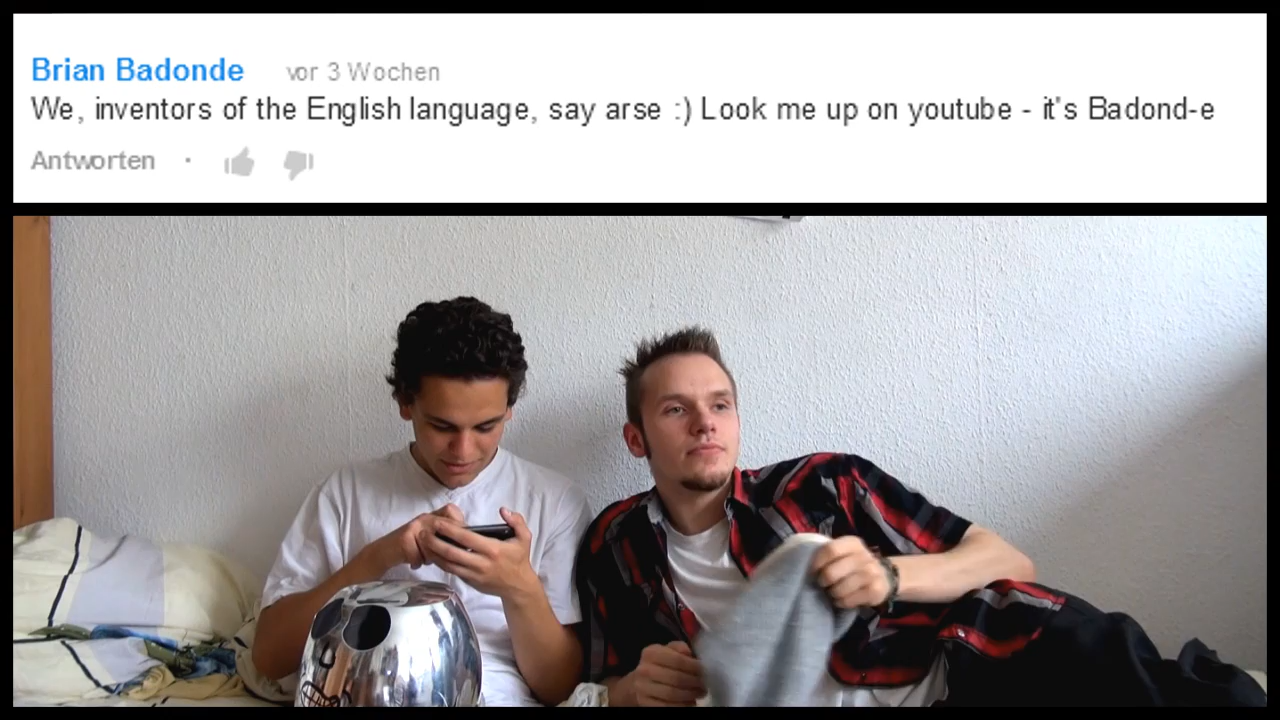 Brian Badonde vor 3 Wochen
We, inventors of the English language, say arse :) Look me up on youtube - it's Badond-e
Antworten ·